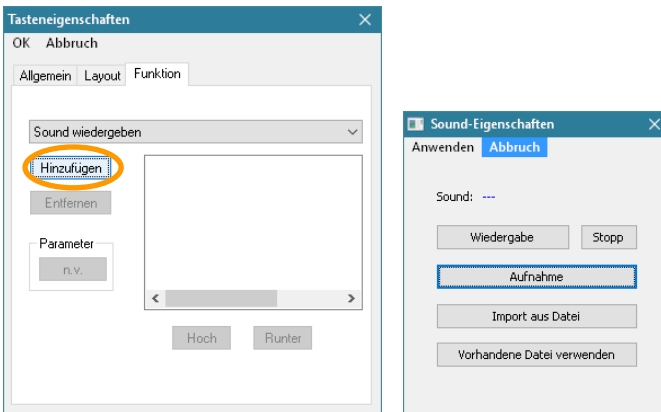 Tasteneigenschaften
OK Abbruch
Allgemein Layout Funktion
Sound wiedergeben
Hinzufügen
Entfernen
Parameter
n.v.
Hoch Runter
Sound-Eigenschaften
Anwenden Abbruch
Sound: ---
Wiedergabe Stopp
Aufnahme
Import aus Datei
Vorhandene Datei verwenden